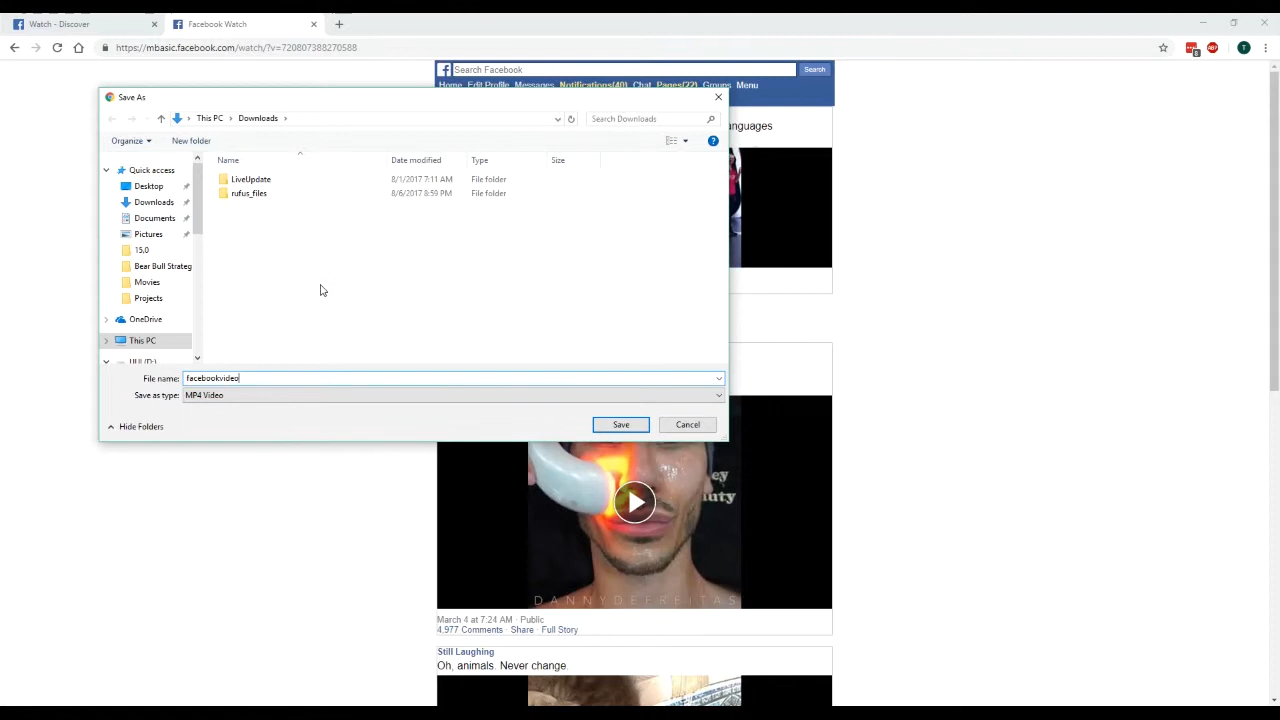 Watch - Discover
Facebook Watch
https://mbasic.facebook.com/watch/?v=720807388270588
8
ABP
T
Search Facebook
Search
Home Edit Profile Messages Notifications(40) Chat Pages(22) Groups Menu
anguages
Save As
This PC
Downloads
Search Downloads
Organize
New folder
?
Name
Date modified
Type
Size
LiveUpdate
8/1/2017 7:11 AM
File folder
rufus_files
8/6/2017 8:59 PM
File folder
Quick access
Desktop
Downloads
Documents
Pictures
15.0
Bear Bull Strateg
Movies
Projects
OneDrive
This PC
File name:
facebookvideo
Save as type:
MP4 Video
Hide Folders
Save
Cancel
ey
uty
DANNYDEFREITAS
March 4 at 7:24 AM · Public
4,977 Comments · Share · Full Story
Still Laughing
Oh, animals. Never change.